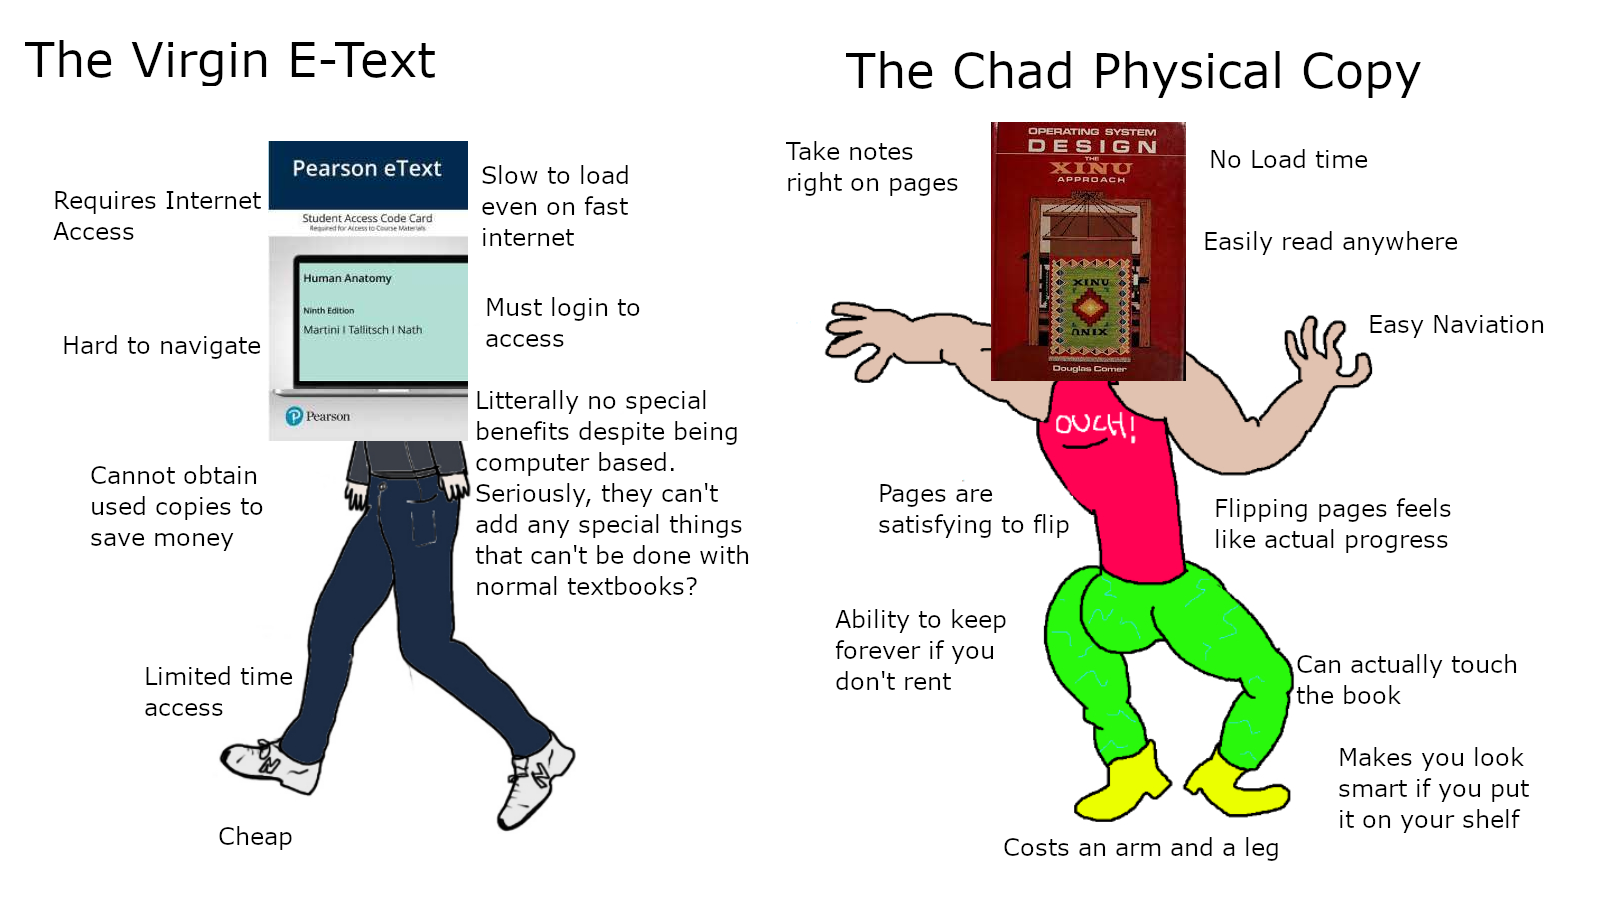 The Virgin E-Text
Requires Internet
Access
Hard to navigate
Cannot obtain
used copies to
save money
Limited time
access
Cheap
Pearson eText
Student Access Code Card
Required for Access to Course Materials
Human Anatomy
Ninth Edition
Martini I Tallitsch I Nath
Pearson
Slow to load
even on fast
internet
Must login to
access
Litterally no special
benefits despite being
computer based.
Seriously, they can't
add any special things
that can't be done with
normal textbooks?
The Chad Physical Copy
Take notes
right on pages
OPERATING SYSTEM
DESIGN
THE
XINU
APPROACH
XINU
XINU
Douglas Comer
OUCH!
No Load time
Easily read anywhere
Easy Naviation
Pages are
satisfying to flip
Flipping pages feels
like actual progress
Ability to keep
forever if you
don't rent
Can actually touch
the book
Makes you look
smart if you put
it on your shelf
Costs an arm and a leg